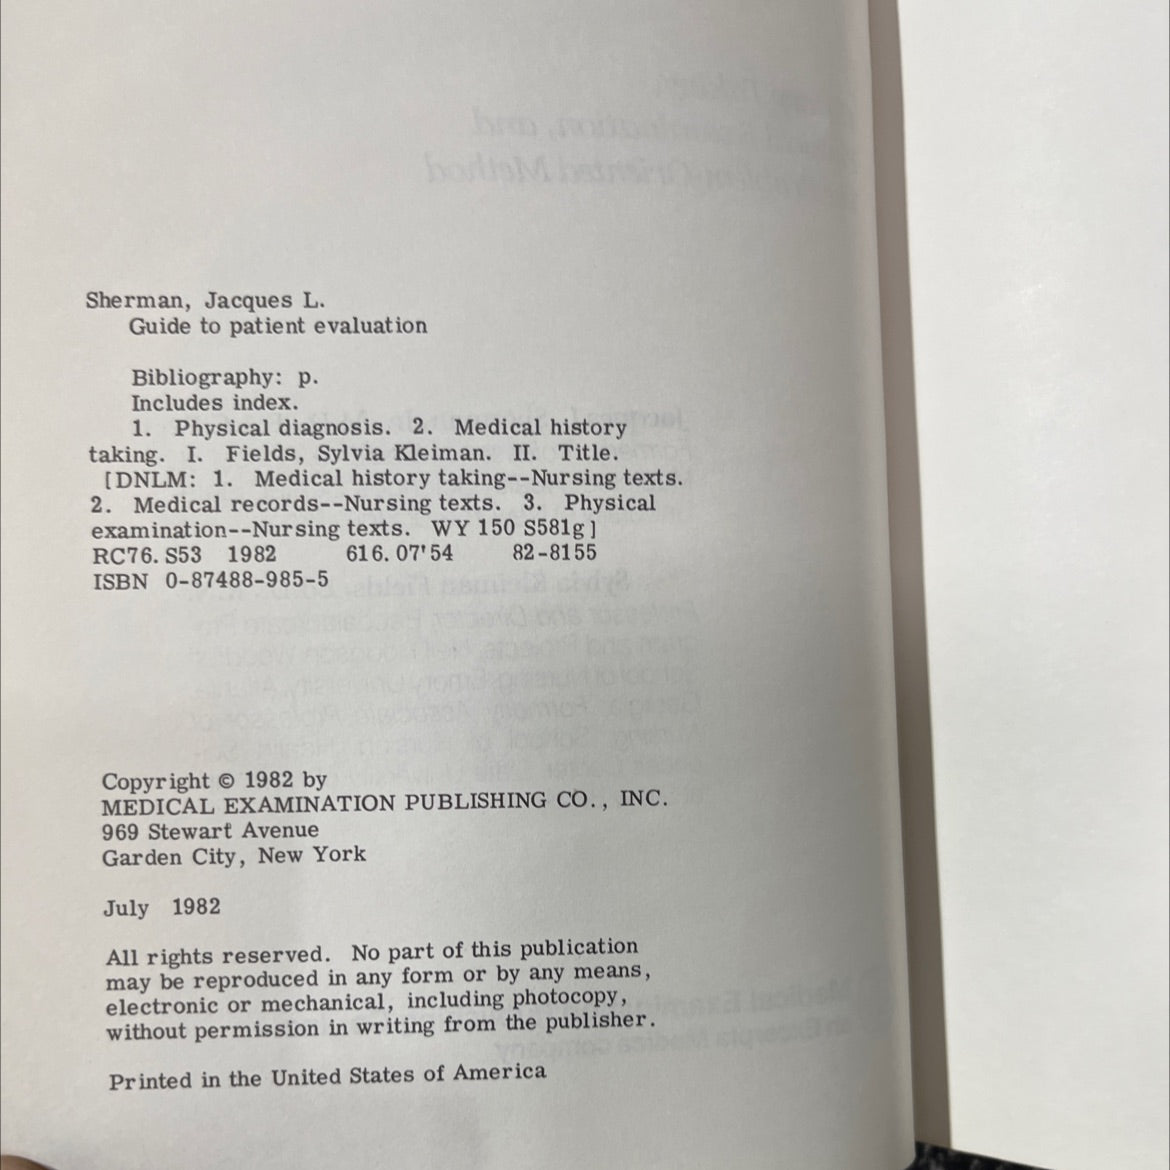 Sherman, Jacques L.
Guide to patient evaluation
Bibliography: p.
Includes index.
1. Physical diagnosis. 2. Medical history
taking. I. Fields, Sylvia Kleiman. II. Title.
[DNLM: 1. Medical history taking--Nursing texts.
2. Medical records--Nursing texts. 3. Physical
examination--Nursing texts. WY 150 S581g]
RC76.S53 1982 616.07'54 82-8155
ISBN 0-87488-985-5
Copyright © 1982 by
MEDICAL EXAMINATION PUBLISHING CO., INC.
969 Stewart Avenue
Garden City, New York
July 1982
All rights reserved. No part of this publication
may be reproduced in any form or by any means,
electronic or mechanical, including photocopy,
without permission in writing from the publisher.
Printed in the United States of America